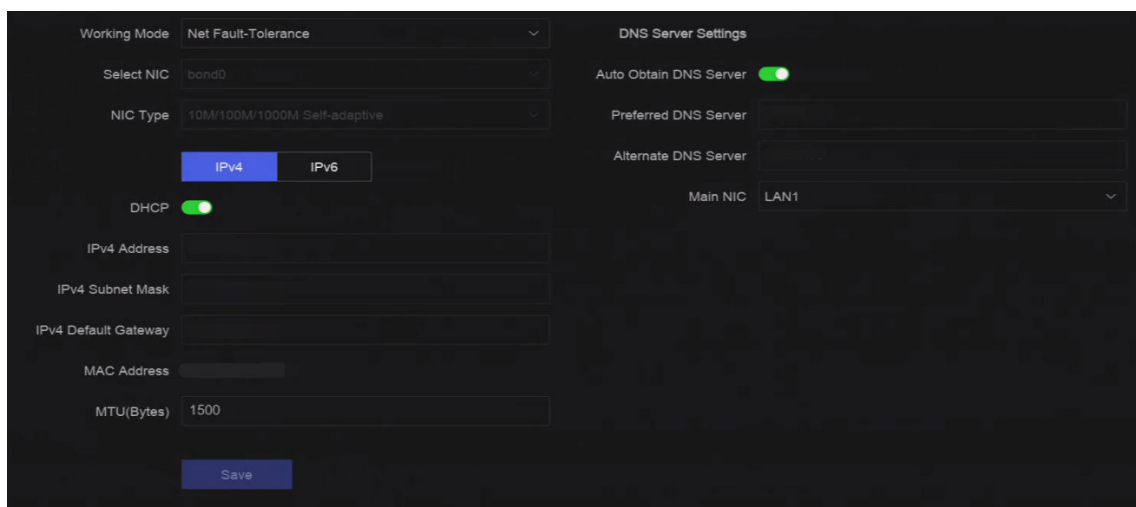 Working Mode Net Fault-Tolerance
Select NIC bond0
NIC Type 10M/100M/1000M Self-adaptive
IPv4 IPv6
DHCP
IPv4 Address
IPv4 Subnet Mask
IPv4 Default Gateway
MAC Address
MTU(Bytes) 1500
Save
DNS Server Settings
Auto Obtain DNS Server
Preferred DNS Server
Alternate DNS Server
Main NIC LAN1